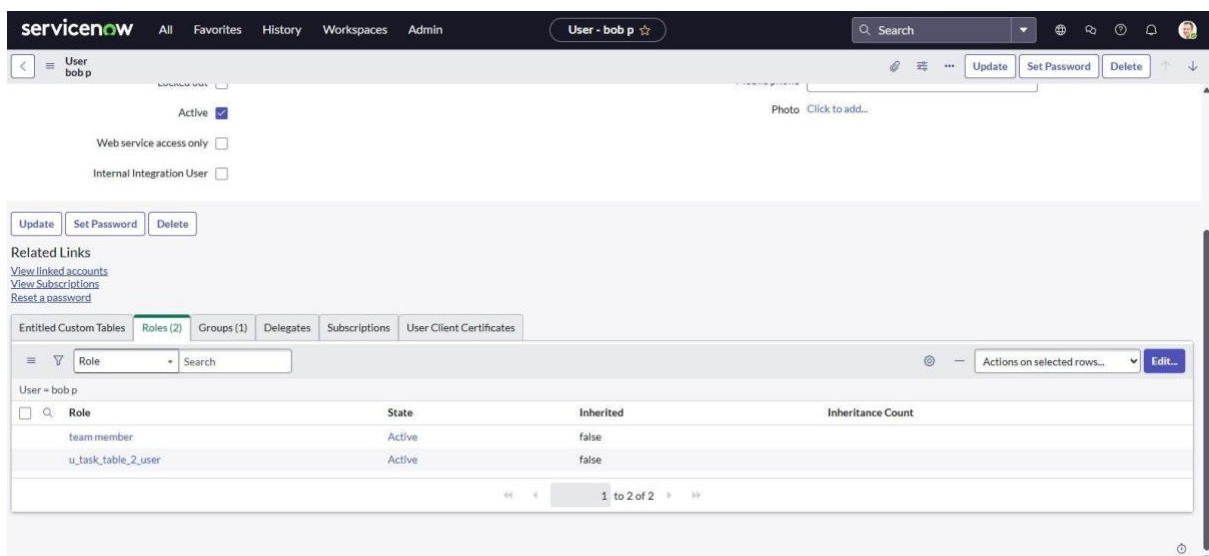 servicenow All Favorites History Workspaces Admin User - bob p Search
User
bob p
Update Set Password Delete
Active
Photo Click to add...
Web service access only
Internal Integration User
Update Set Password Delete
Related Links
View linked accounts
View Subscriptions
Reset a password
Entitled Custom Tables Roles (2) Groups (1) Delegates Subscriptions User Client Certificates
Role Search Actions on selected rows... Edit...
User = bob p
Role State Inherited Inheritance Count
team member Active false
u_task_table_2_user Active false
1 to 2 of 2